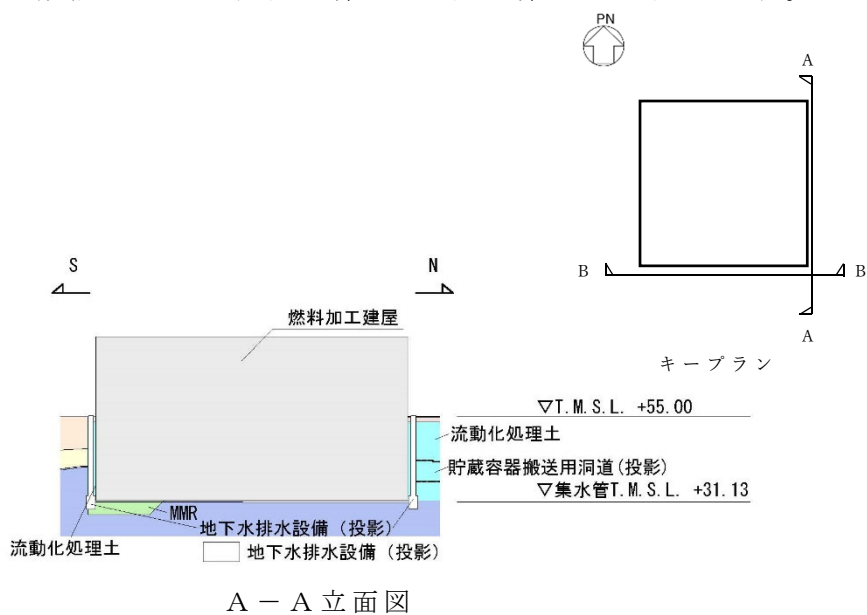 PN
A
B
B
A
キープラン
S
N
燃料加工建屋
▽T.M.S.L. +55.00
流動化処理土
貯蔵容器搬送用洞道(投影)
▽集水管T.M.S.L. +31.13
MMR
地下水排水設備(投影)
流動化処理土
地下水排水設備(投影)
A-A立面図